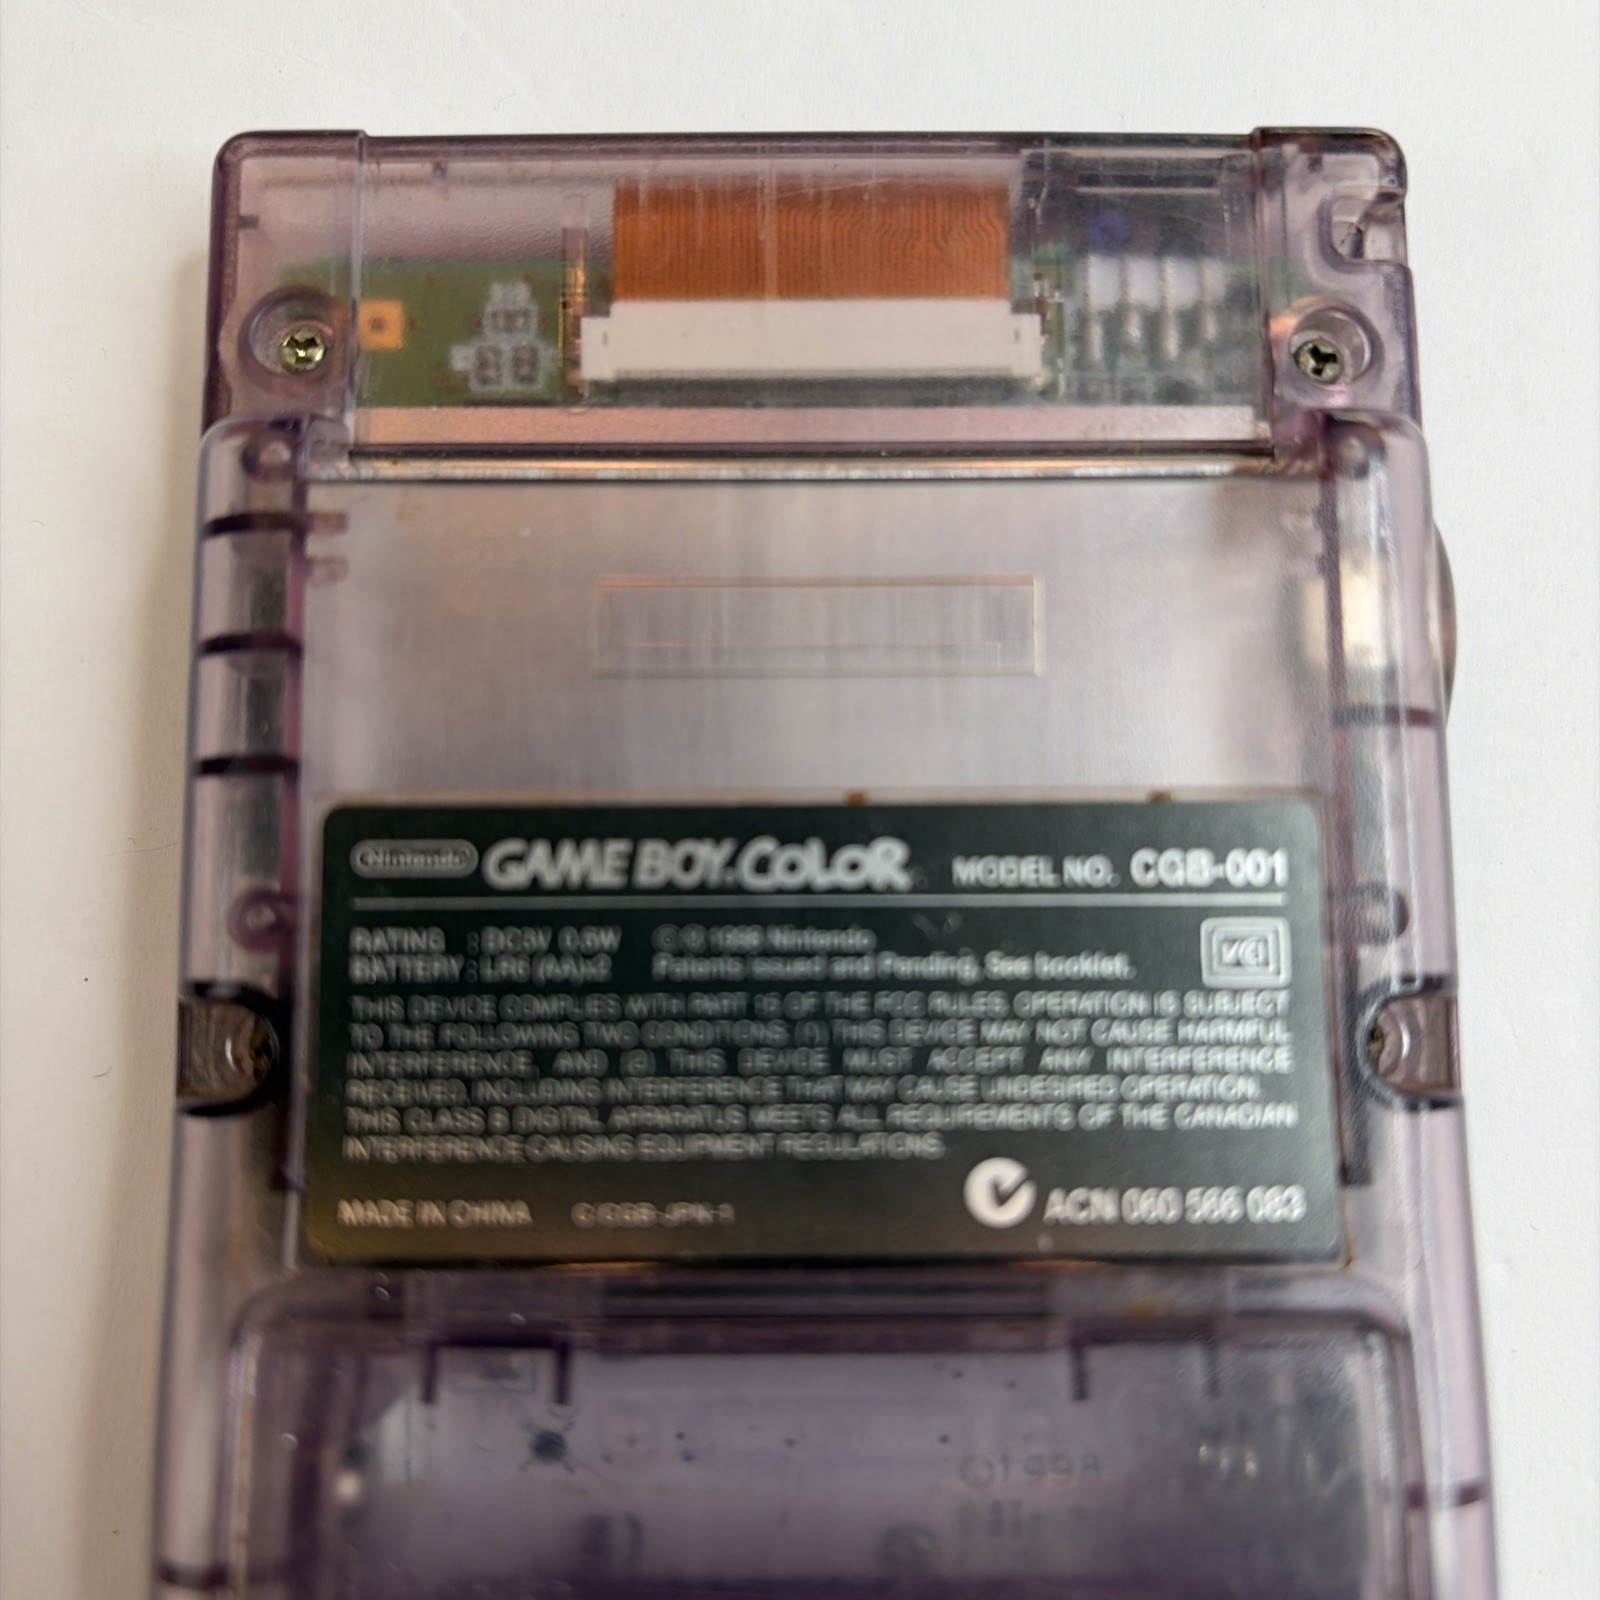 Nintendo GAME BOY COLOR MODEL NO. CGB-001
RATING : DC3V 0.6W © 1998 Nintendo
BATTERY : LR6 (AA)x2 Patents issued and Pending, See booklet.
THIS DEVICE COMPLIES WITH PART 15 OF THE FCC RULES. OPERATION IS SUBJECT
TO THE FOLLOWING TWO CONDITIONS (1) THIS DEVICE MAY NOT CAUSE HARMFUL
INTERFERENCE, AND (2) THIS DEVICE MUST ACCEPT ANY INTERFERENCE
RECEIVED, INCLUDING INTERFERENCE THAT MAY CAUSE UNDESIRED OPERATION.
THIS CLASS B DIGITAL APPARATUS MEETS ALL REQUIREMENTS OF THE CANADIAN
INTERFERENCE-CAUSING EQUIPMENT REGULATIONS.
MADE IN CHINA ACN 060 566 083